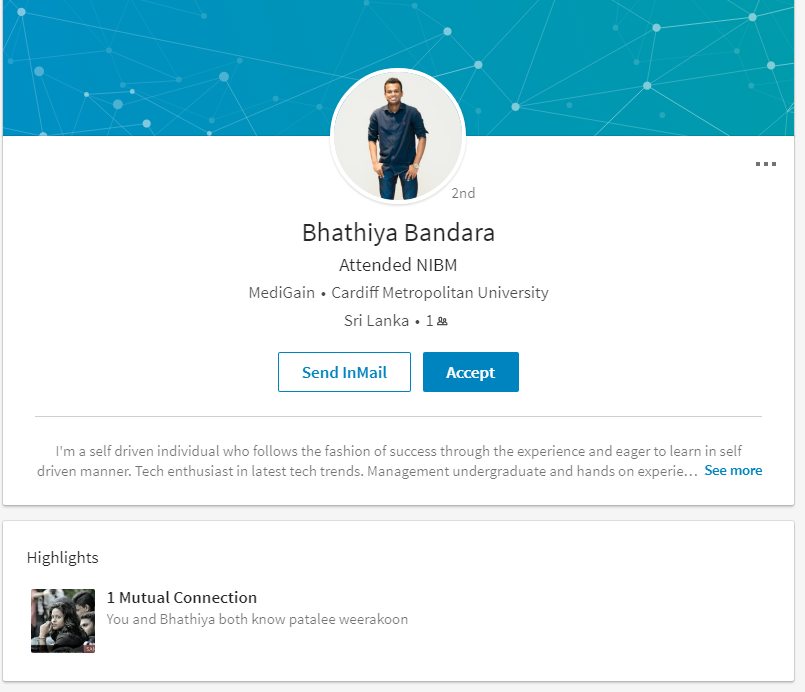 2nd
Bhathiya Bandara
Attended NIBM
MediGain • Cardiff Metropolitan University
Sri Lanka • 1
Send InMail
Accept
I'm a self driven individual who follows the fashion of success through the experience and eager to learn in self
driven manner. Tech enthusiast in latest tech trends. Management undergraduate and hands on experie… See more
Highlights
1 Mutual Connection
You and Bhathiya both know patalee weerakoon